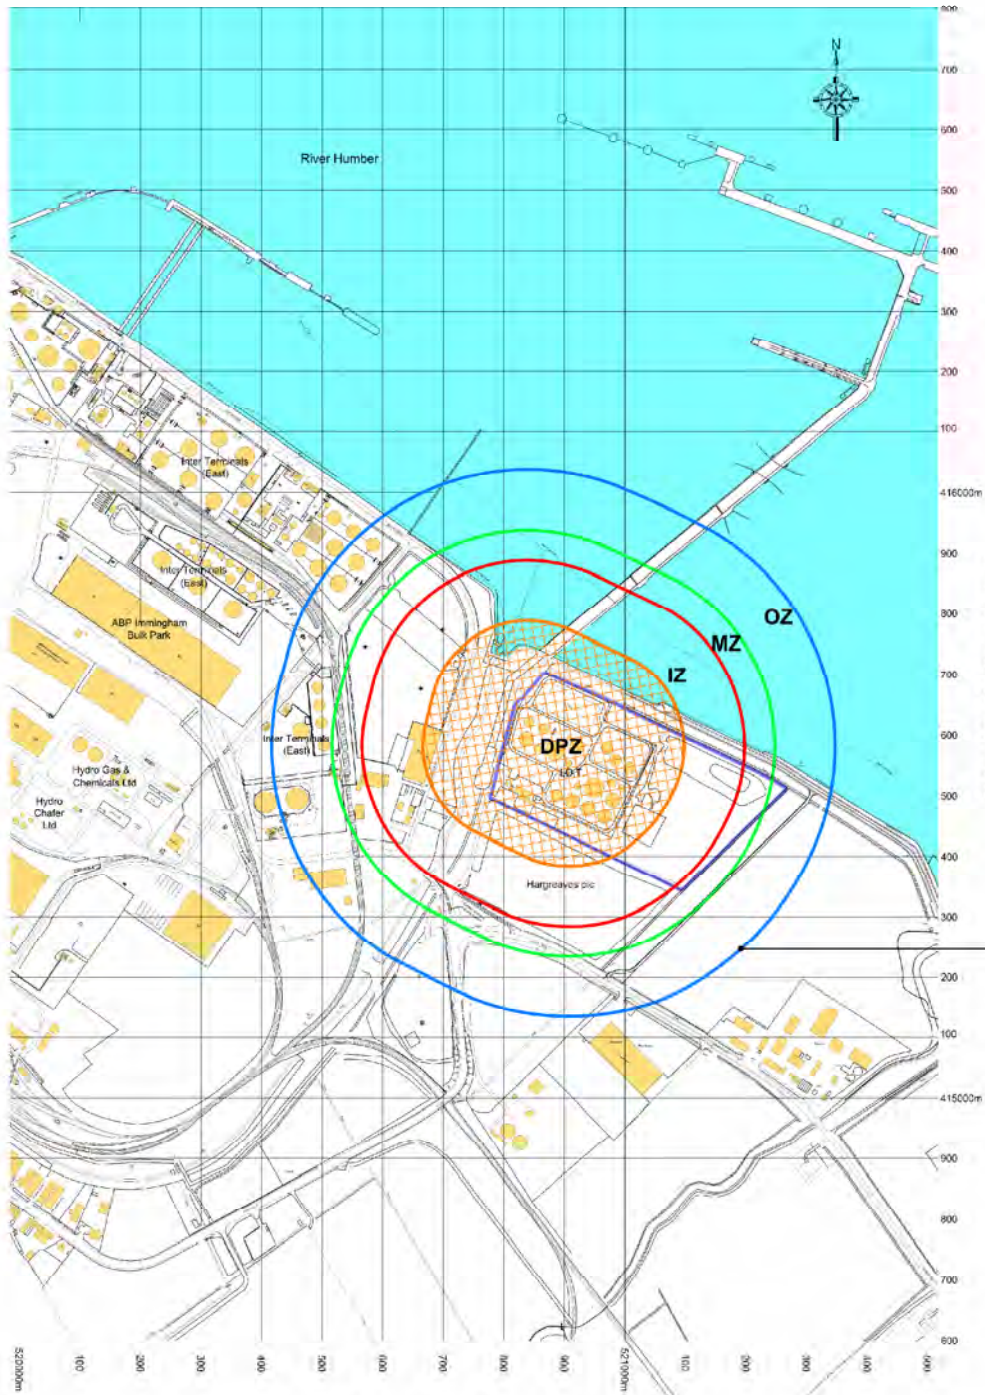 800
N
700
600
River Humber
500
400
300
200
100
Inter Terminals
(East)
416000m
900
Inter Terminals
(East)
800
ABP Immingham
Bulk Park
OZ
MZ
IZ
700
Inter Terminals
(East)
DPZ
600
I.O.T
Hydro Gas &
Chemicals Ltd
Hydro
Chafer
Ltd
500
400
Hargreaves plc
300
200
100
415000m
900
800
700
600
520000m
100
200
300
400
500
700
800
900
521000m
100
200
300
400
500